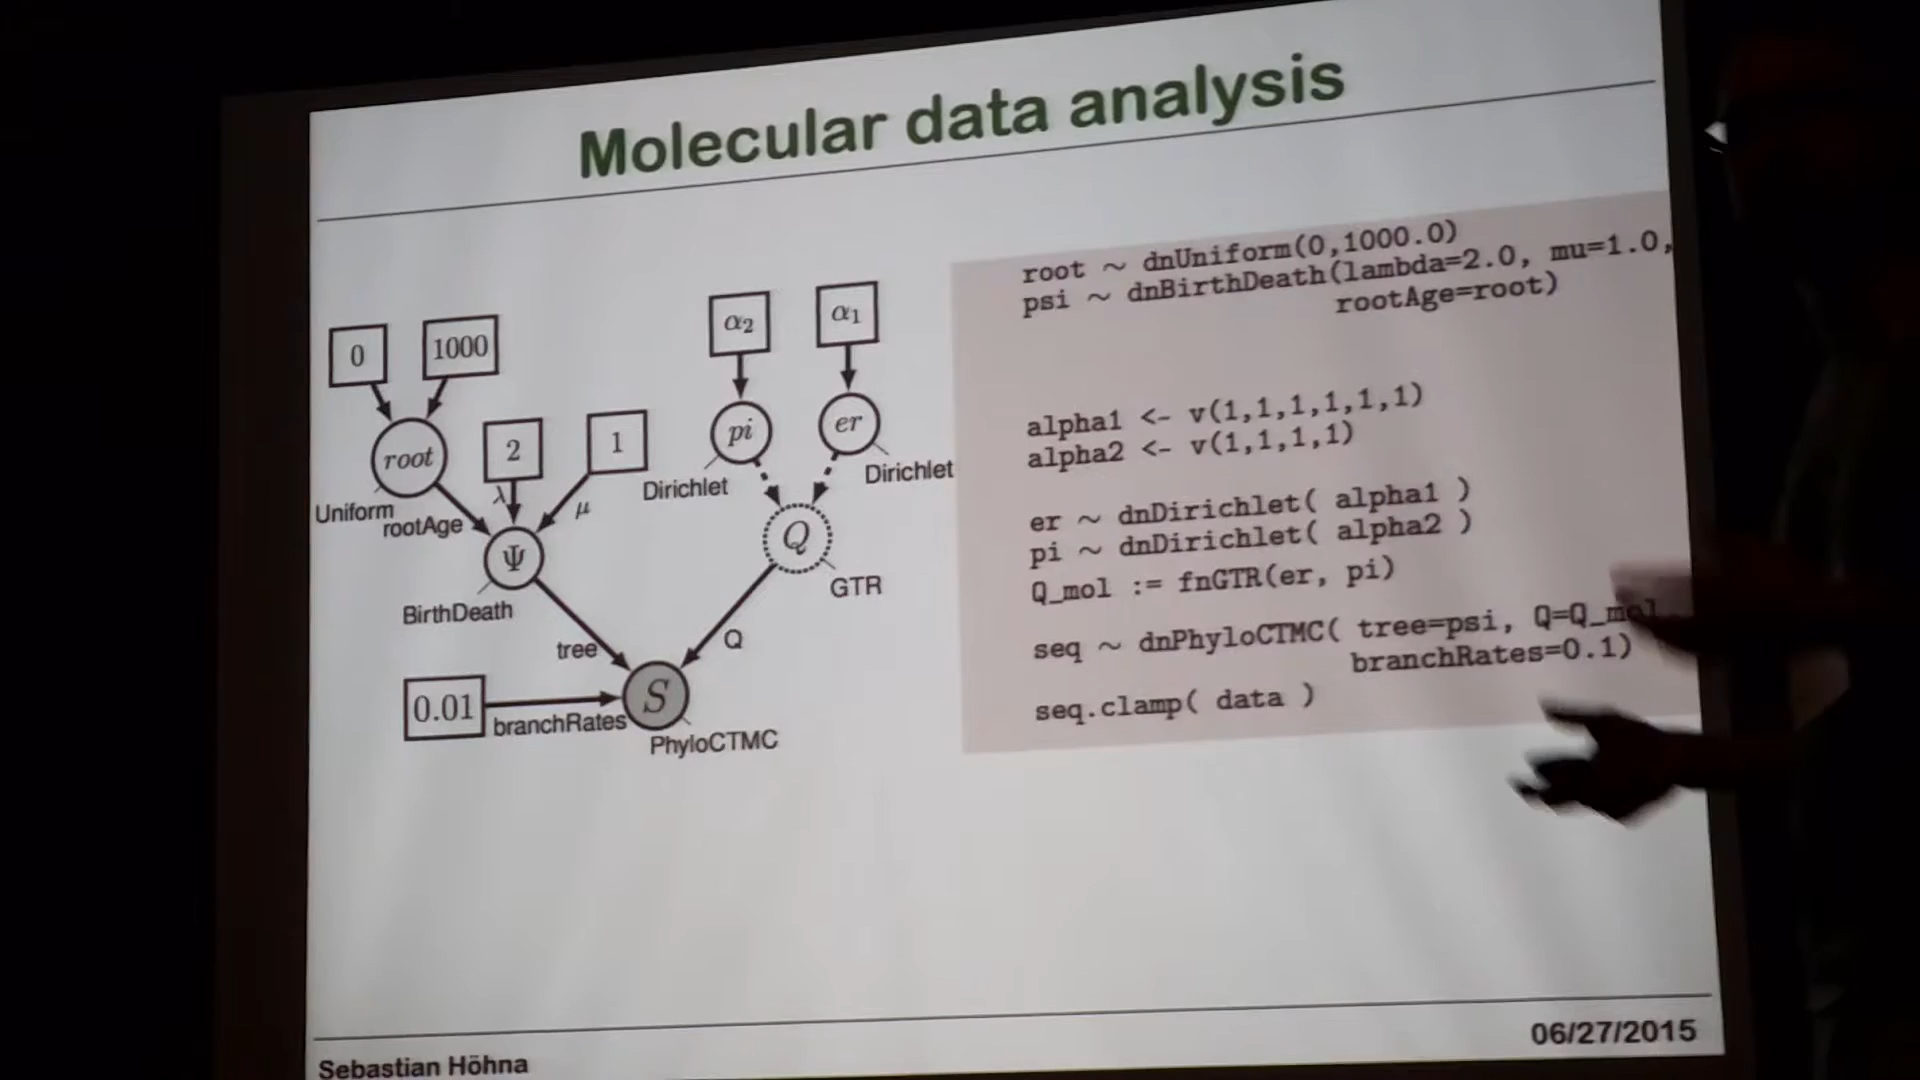 Molecular data analysis
0
1000
α2
α1
root
2
1
pi
er
Uniform
rootAge
λ
μ
Dirichlet
Dirichlet
Ψ
Q
GTR
BirthDeath
tree
Q
0.01
branchRates
S
PhyloCTMC
root ~ dnUniform(0,1000.0)
psi ~ dnBirthDeath(lambda=2.0, mu=1.0,
rootAge=root)
alpha1 <- v(1,1,1,1,1,1)
alpha2 <- v(1,1,1,1)
er ~ dnDirichlet( alpha1 )
pi ~ dnDirichlet( alpha2 )
Q_mol := fnGTR(er, pi)
seq ~ dnPhyloCTMC( tree=psi, Q=Q_mol
branchRates=0.1)
seq.clamp( data )
Sebastian Höhna
06/27/2015